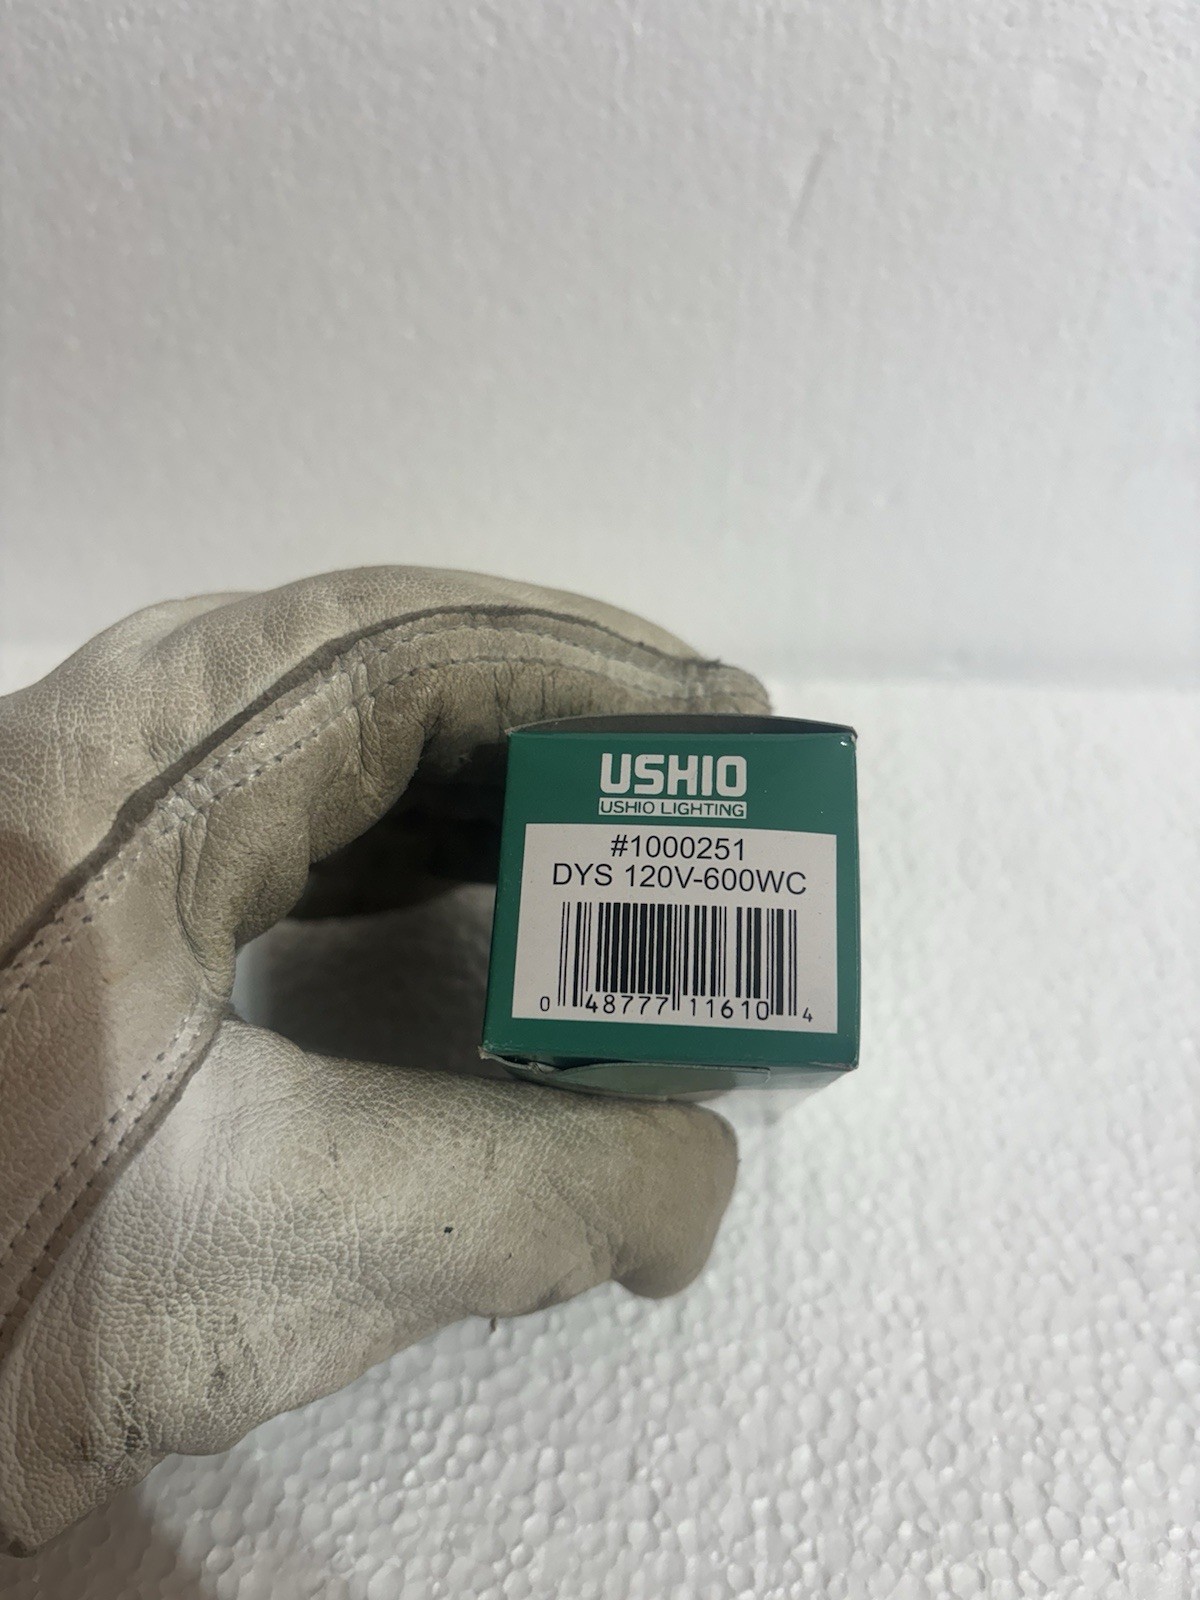 USHIO
USHIO LIGHTING
#1000251
DYS 120V-600WC
0 48777 11610 4